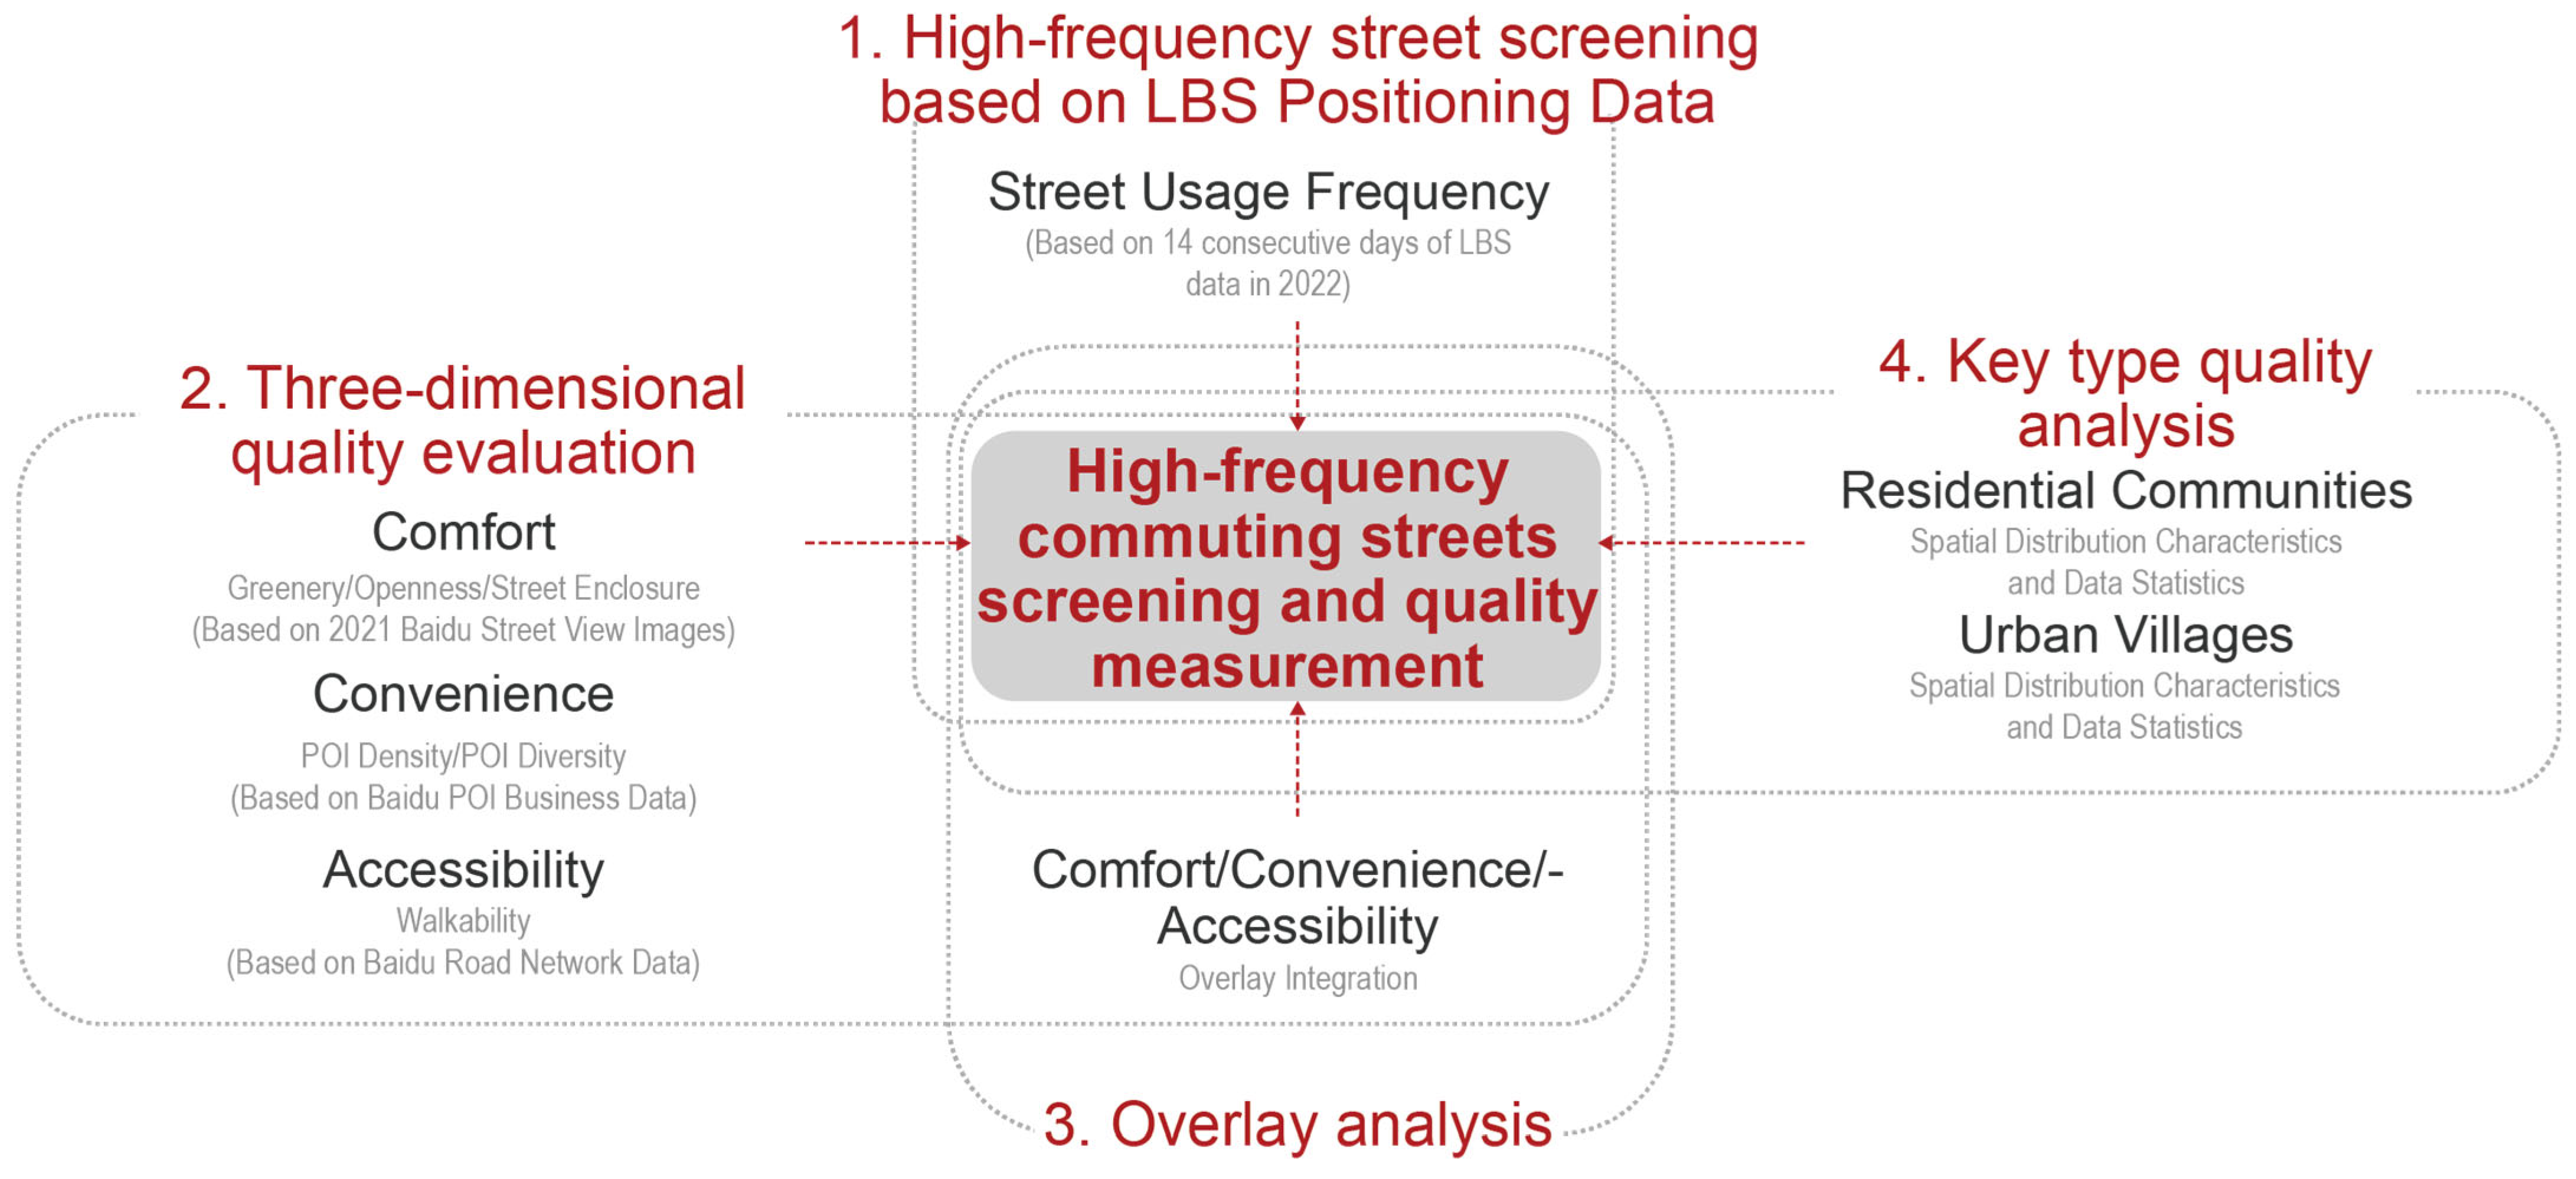 1. High-frequency street screening
based on LBS Positioning Data
Street Usage Frequency
(Based on 14 consecutive days of LBS
data in 2022)
2. Three-dimensional
quality evaluation
Comfort
Greenery/Openness/Street Enclosure
(Based on 2021 Baidu Street View Images)
Convenience
POI Density/POI Diversity
(Based on Baidu POI Business Data)
Accessibility
Walkability
(Based on Baidu Road Network Data)
High-frequency
commuting streets
screening and quality
measurement
4. Key type quality
analysis
Residential Communities
Spatial Distribution Characteristics
and Data Statistics
Urban Villages
Spatial Distribution Characteristics
and Data Statistics
Comfort/Convenience/-
Accessibility
Overlay Integration
3. Overlay analysis